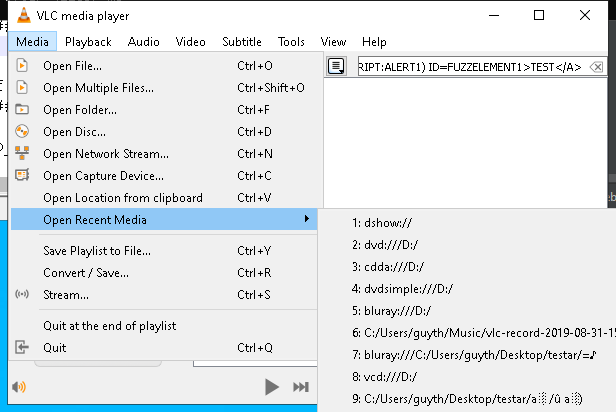 VLC media player
Media Playback Audio Video Subtitle Tools View Help
RIPT:ALERT1) ID=FUZZELEMENT1>TEST</A>
Open File... Ctrl+O
Open Multiple Files... Ctrl+Shift+O
Open Folder... Ctrl+F
Open Disc... Ctrl+D
Open Network Stream... Ctrl+N
Open Capture Device... Ctrl+C
Open Location from clipboard Ctrl+V
Open Recent Media
Save Playlist to File... Ctrl+Y
Convert / Save... Ctrl+R
Stream... Ctrl+S
Quit at the end of playlist
Quit Ctrl+Q
1: dshow://
2: dvd:///D:/
3: cdda:///D:/
4: dvdsimple:///D:/
5: bluray:///D:/
6: C:/Users/guyth/Music/vlc-record-2019-08-31-15
7: bluray:///C:/Users/guyth/Desktop/testar/=♪
8: vcd:///D:/
9: C:/Users/guyth/Desktop/testar/a░/û a░)